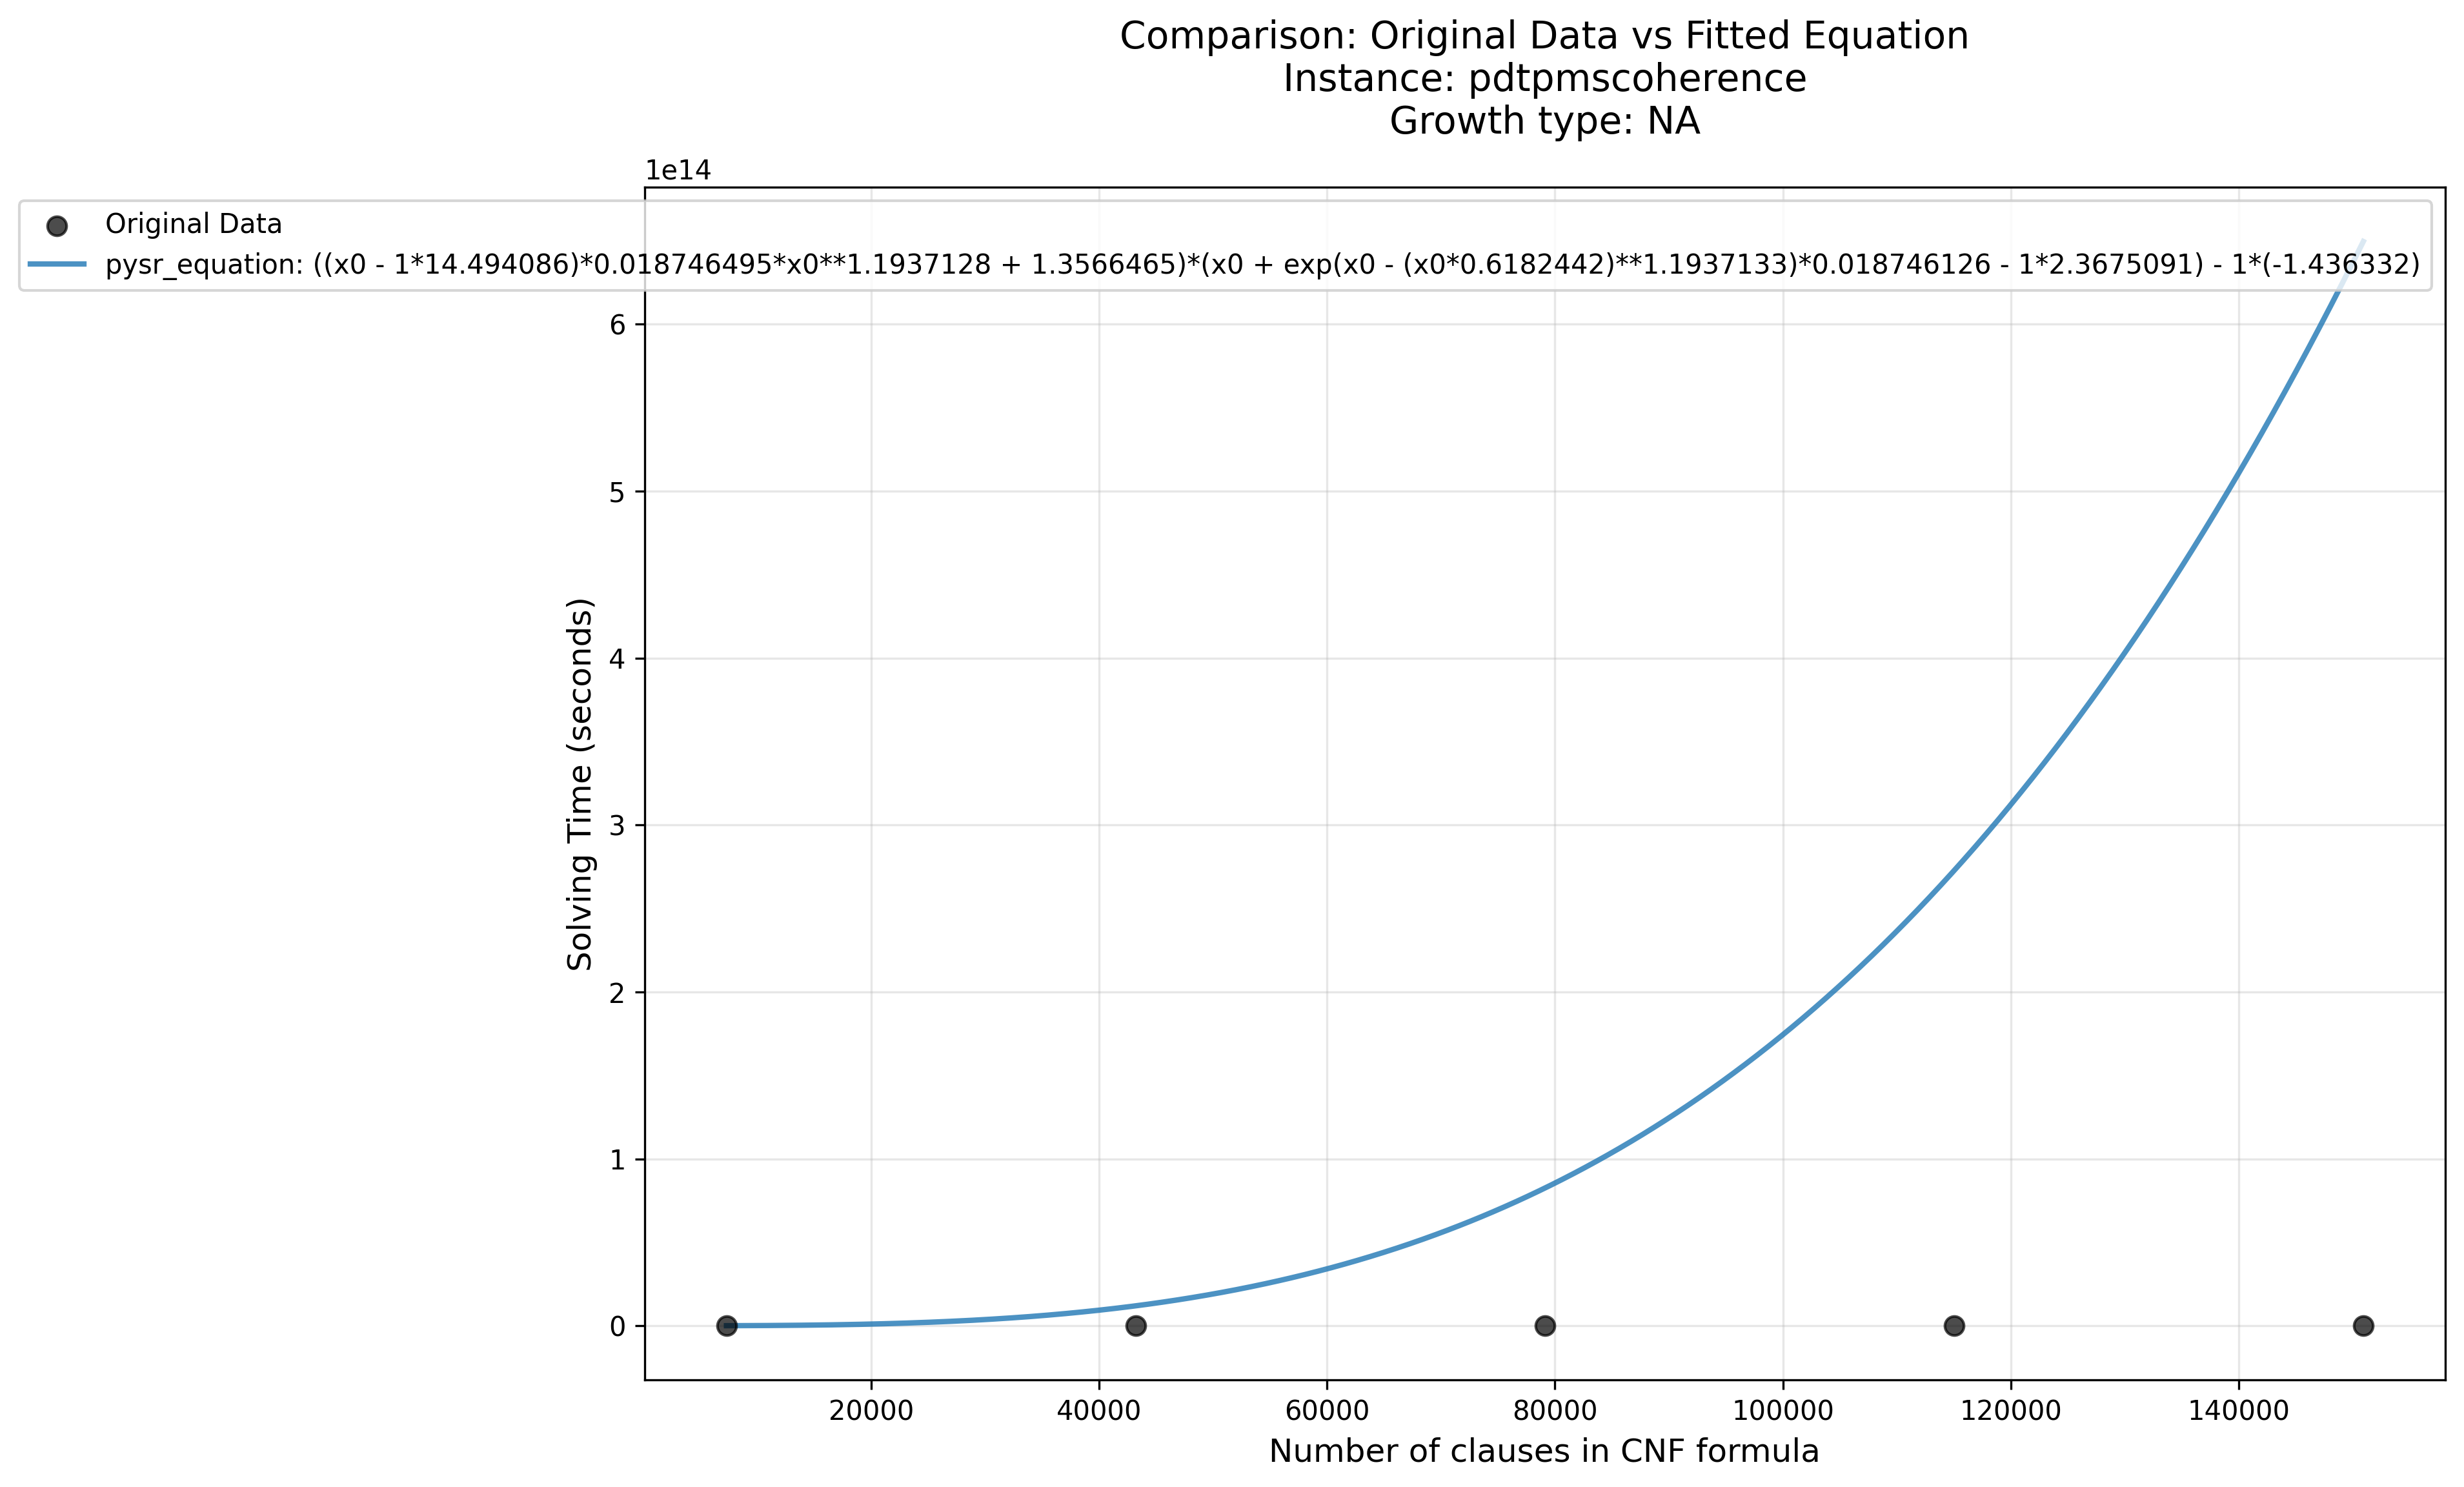 Comparison: Original Data vs Fitted Equation
Instance: pdtpmscoherence
Growth type: NA
1e14
Original Data
pysr_equation: ((x0 - 1*14.494086)*0.018746495*x0**1.1937128 + 1.3566465)*(x0 + exp(x0 - (x0*0.6182442)**1.1937133)*0.018746126 - 1*2.3675091) - 1*(-1.436332)
6
5
4
3
2
1
0
Solving Time (seconds)
20000 40000 60000 80000 100000 120000 140000
Number of clauses in CNF formula